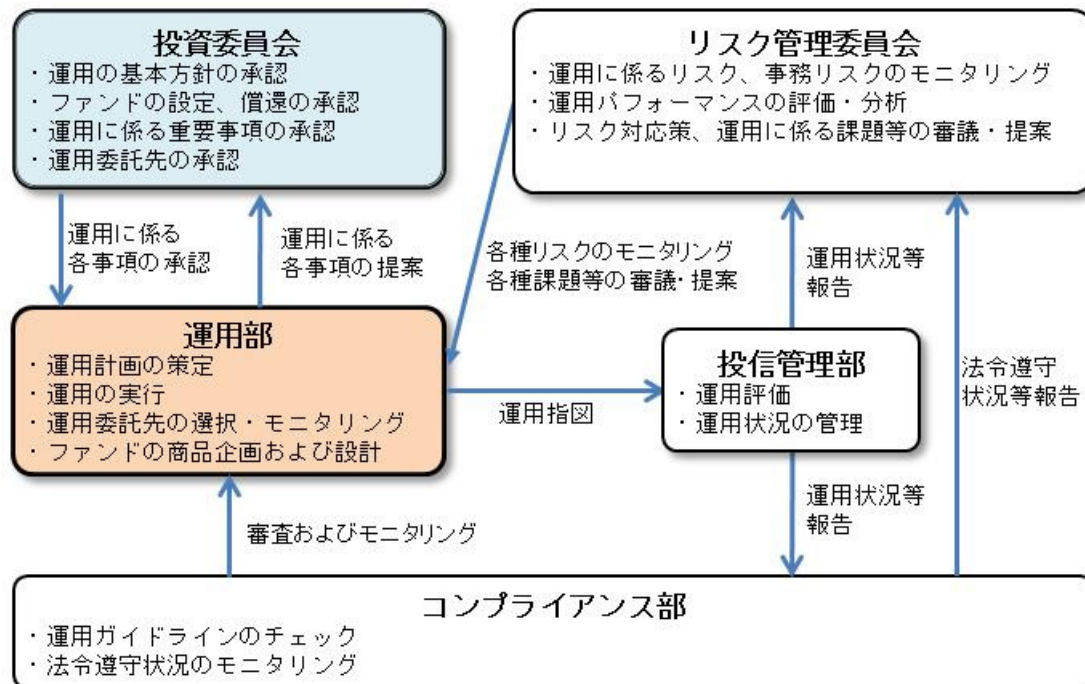 投資委員会
・運用の基本方針の承認
・ファンドの設定、償還の承認
・運用に係る重要事項の承認
・運用委託先の承認
リスク管理委員会
・運用に係るリスク、事務リスクのモニタリング
・運用パフォーマンスの評価・分析
・リスク対応策、運用に係る課題等の審議・提案
運用に係る
各事項の承認
運用に係る
各事項の提案
各種リスクのモニタリング
各種課題等の審議・提案
運用状況等
報告
法令遵守
状況等報告
運用部
・運用計画の策定
・運用の実行
・運用委託先の選択・モニタリング
・ファンドの商品企画および設計
運用指図
投信管理部
・運用評価
・運用状況の管理
運用状況等
報告
審査およびモニタリング
コンプライアンス部
・運用ガイドラインのチェック
・法令遵守状況のモニタリング